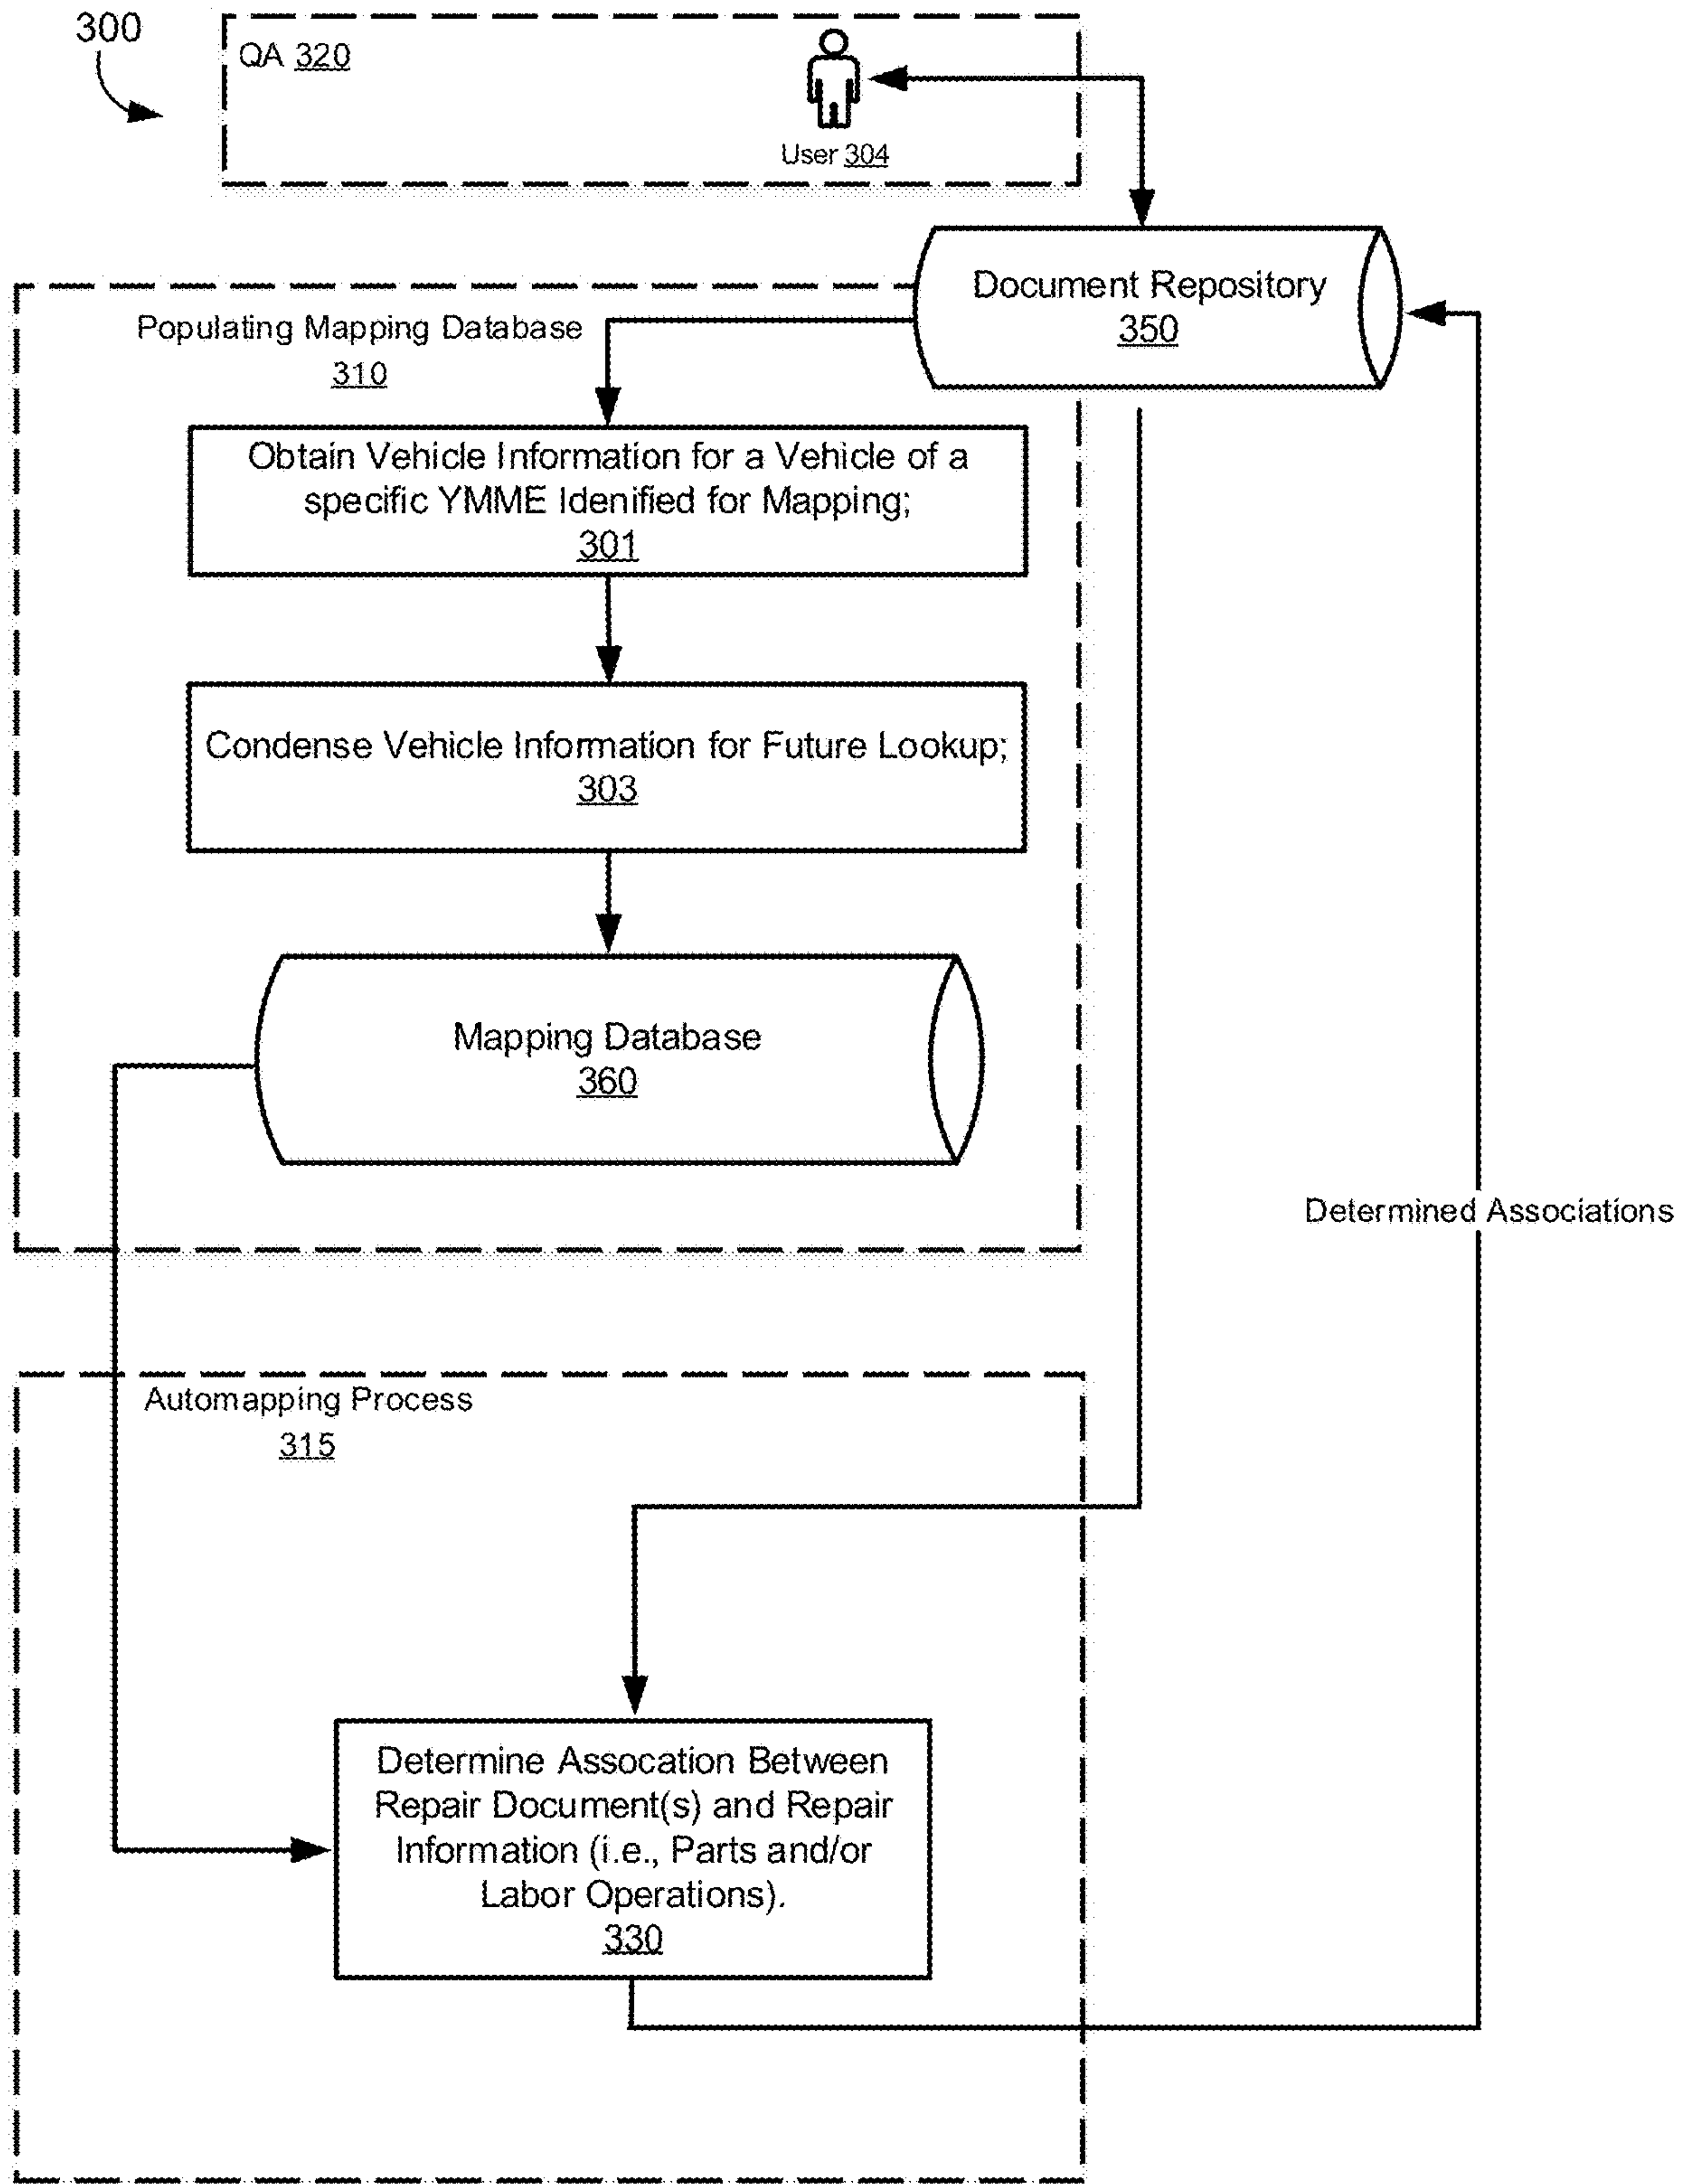 300
QA 320
User 304
Document Repository
350
Populating Mapping Database
310
Obtain Vehicle Information for a Vehicle of a
specific YMME Idenified for Mapping;
301
Condense Vehicle Information for Future Lookup;
303
Mapping Database
360
Determined Associations
Automapping Process
315
Determine Assocation Between
Repair Document(s) and Repair
Information (i.e., Parts and/or
Labor Operations).
330